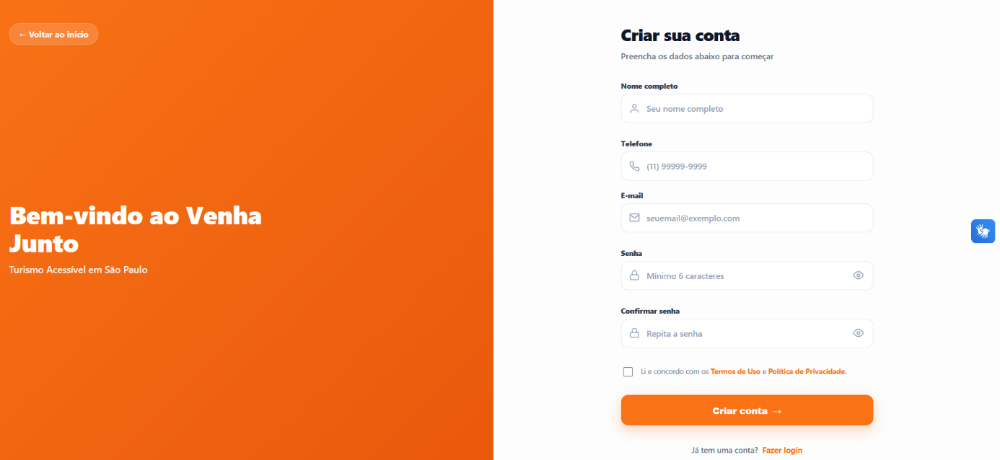 ← Voltar ao início
Bem-vindo ao Venha
Junto
Turismo Acessível em São Paulo
Criar sua conta
Preencha os dados abaixo para começar
Nome completo
Seu nome completo
Telefone
(11) 99999-9999
E-mail
seuemail@exemplo.com
Senha
Mínimo 6 caracteres
Confirmar senha
Repita a senha
Li e concordo com os Termos de Uso e Política de Privacidade.
Criar conta →
Já tem uma conta? Fazer login